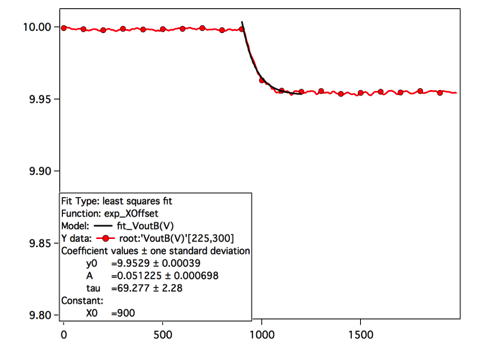 10.00
9.95
9.90
9.85
9.80
Fit Type: least squares fit
Function: exp_XOffset
Model: fit_VoutB(V)
Y data: root:'VoutB(V)'[225,300]
Coefficient values ± one standard deviation
y0 =9.9529 ± 0.00039
A =0.051225 ± 0.000698
tau =69.277 ± 2.28
Constant:
X0 =900
0 500 1000 1500